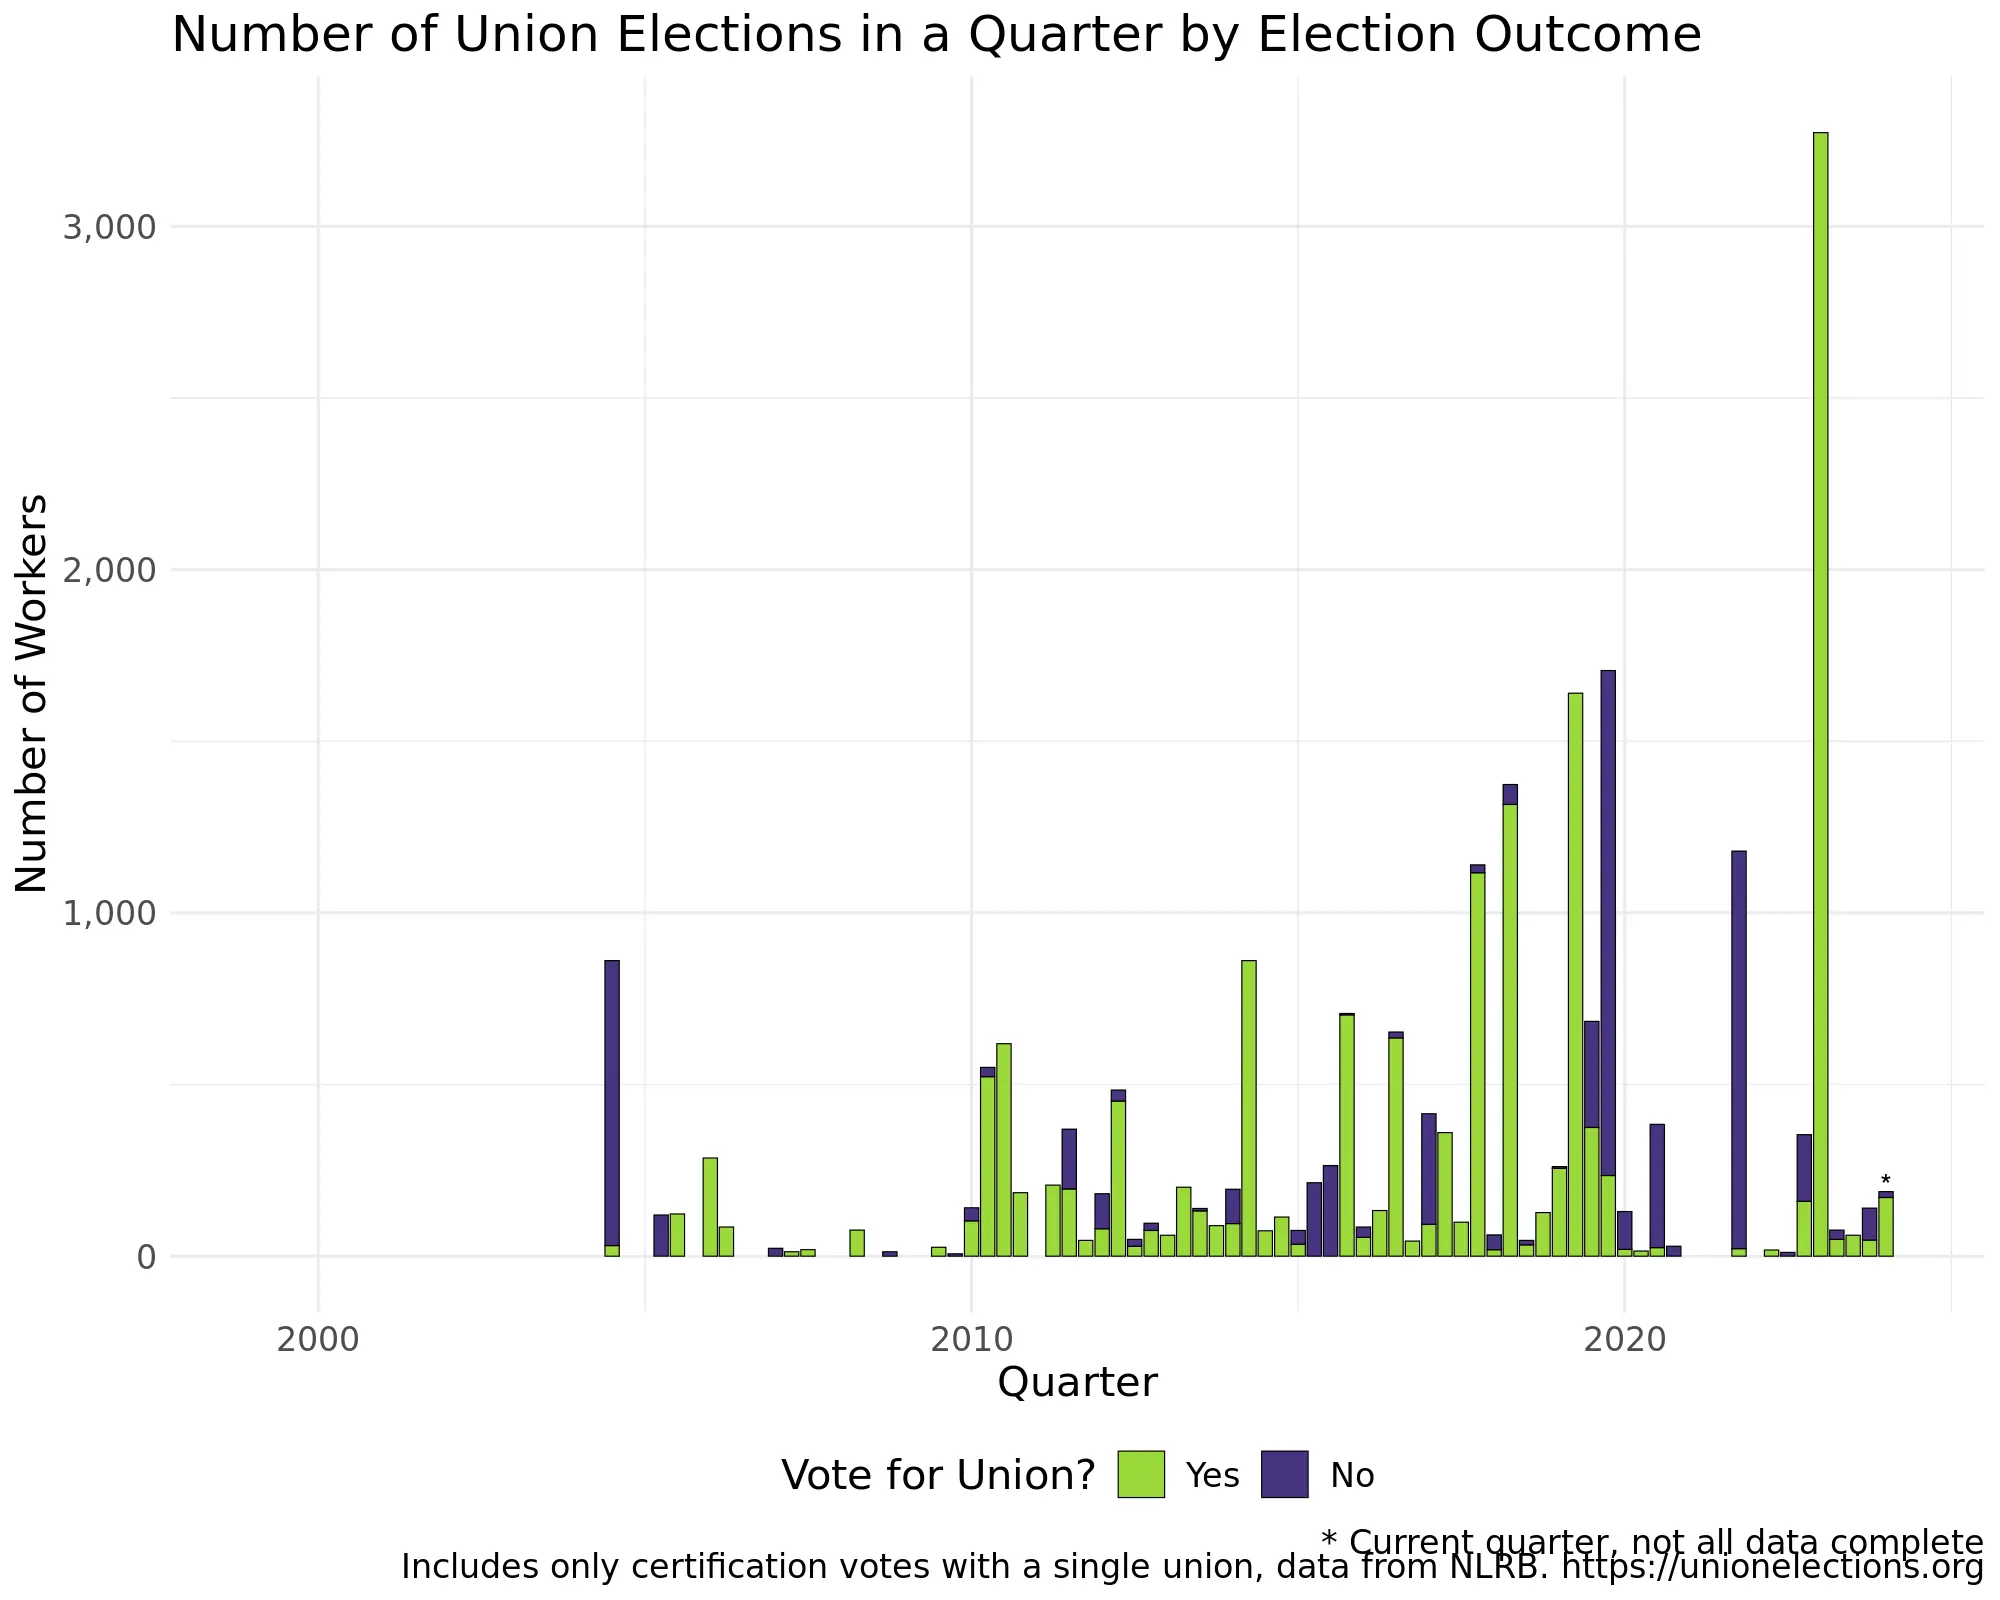 Number of Union Elections in a Quarter by Election Outcome
Number of Workers
3,000
2,000
1,000
0
*
2000
2010
2020
Quarter
Vote for Union?
Yes
No
* Current quarter, not all data complete
Includes only certification votes with a single union, data from NLRB. https://unionelections.org